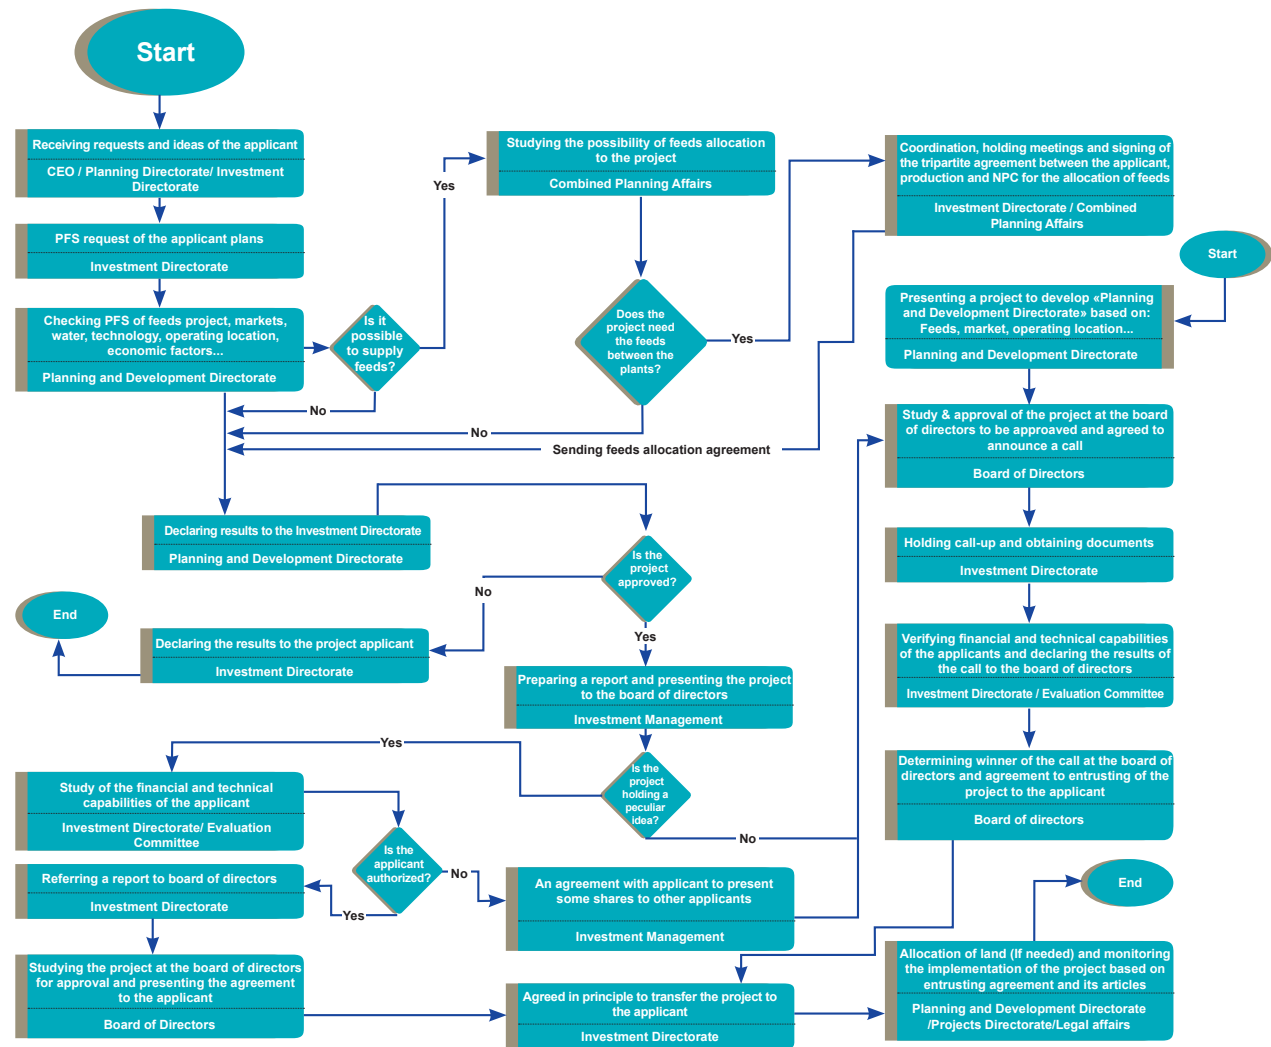 Start
Receiving requests and ideas of the applicant
CEO / Planning Directorate/ Investment
Directorate
PFS request of the applicant plans
Investment Directorate
Checking PFS of feeds project, markets,
water, technology, operating location,
economic factors...
Planning and Development Directorate
Is it
possible
to supply
feeds?
Yes
No
Studying the possibility of feeds allocation
to the project
Combined Planning Affairs
Does the
project need
the feeds
between the
plants?
Yes
No
Coordination, holding meetings and signing of
the tripartite agreement between the applicant,
production and NPC for the allocation of feeds
Investment Directorate / Combined
Planning Affairs
Sending feeds allocation agreement
Start
Presenting a project to develop «Planning
and Development Directorate» based on:
Feeds, market, operating location...
Planning and Development Directorate
Study & approval of the project at the board
of directors to be approaved and agreed to
announce a call
Board of Directors
Holding call-up and obtaining documents
Investment Directorate
Verifying financial and technical capabilities
of the applicants and declaring the results of
the call to the board of directors
Investment Directorate / Evaluation Committee
Determining winner of the call at the board of
directors and agreement to entrusting of the
project to the applicant
Board of directors
Declaring results to the Investment Directorate
Planning and Development Directorate
Is the
project
approved?
No
Yes
Declaring the results to the project applicant
Investment Directorate
End
Preparing a report and presenting the project
to the board of directors
Investment Management
Is the
project
holding a
peculiar
idea?
Yes
No
Study of the financial and technical
capabilities of the applicant
Investment Directorate/ Evaluation
Committee
Is the
applicant
authorized?
No
Yes
Referring a report to board of directors
Investment Directorate
An agreement with applicant to present
some shares to other applicants
Investment Management
Studying the project at the board of directors
for approval and presenting the agreement
to the applicant
Board of Directors
Agreed in principle to transfer the project to
the applicant
Investment Directorate
Allocation of land (If needed) and monitoring
the implementation of the project based on
entrusting agreement and its articles
Planning and Development Directorate
/Projects Directorate/Legal affairs
End